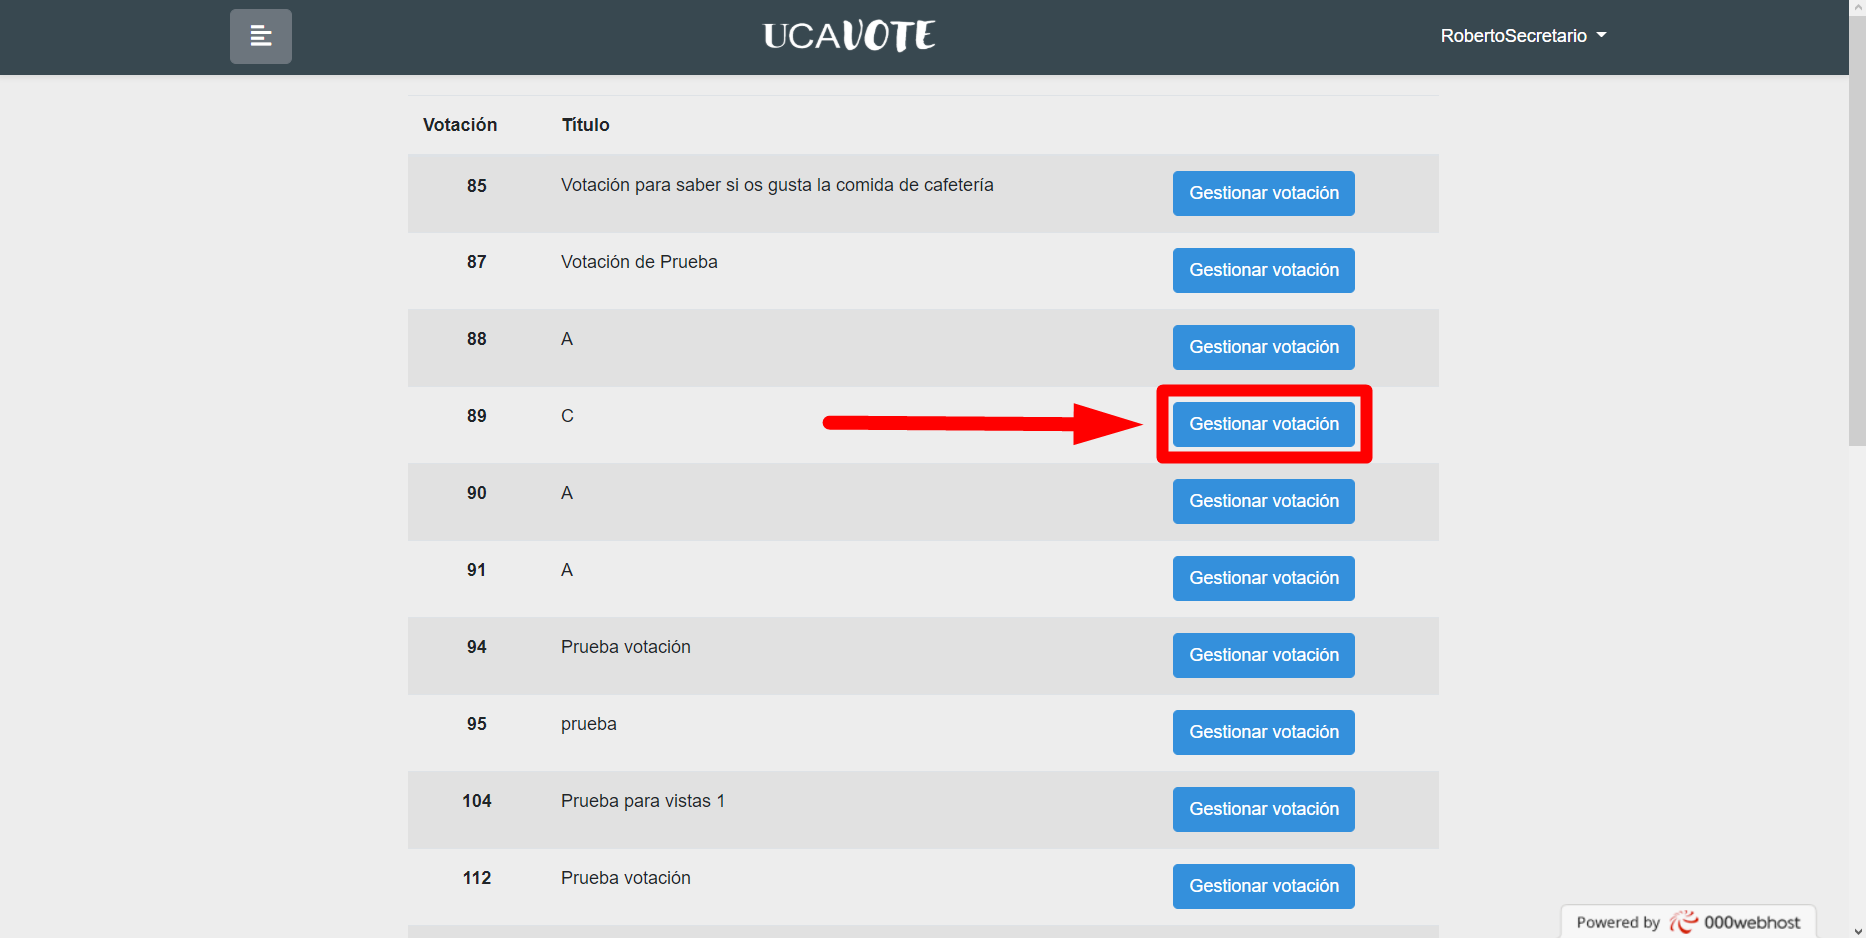 UCAVOTE
RobertoSecretario
Votación Título
85 Votación para saber si os gusta la comida de cafetería Gestionar votación
87 Votación de Prueba Gestionar votación
88 A Gestionar votación
89 C Gestionar votación
90 A Gestionar votación
91 A Gestionar votación
94 Prueba votación Gestionar votación
95 prueba Gestionar votación
104 Prueba para vistas 1 Gestionar votación
112 Prueba votación Gestionar votación
Powered by 000webhost